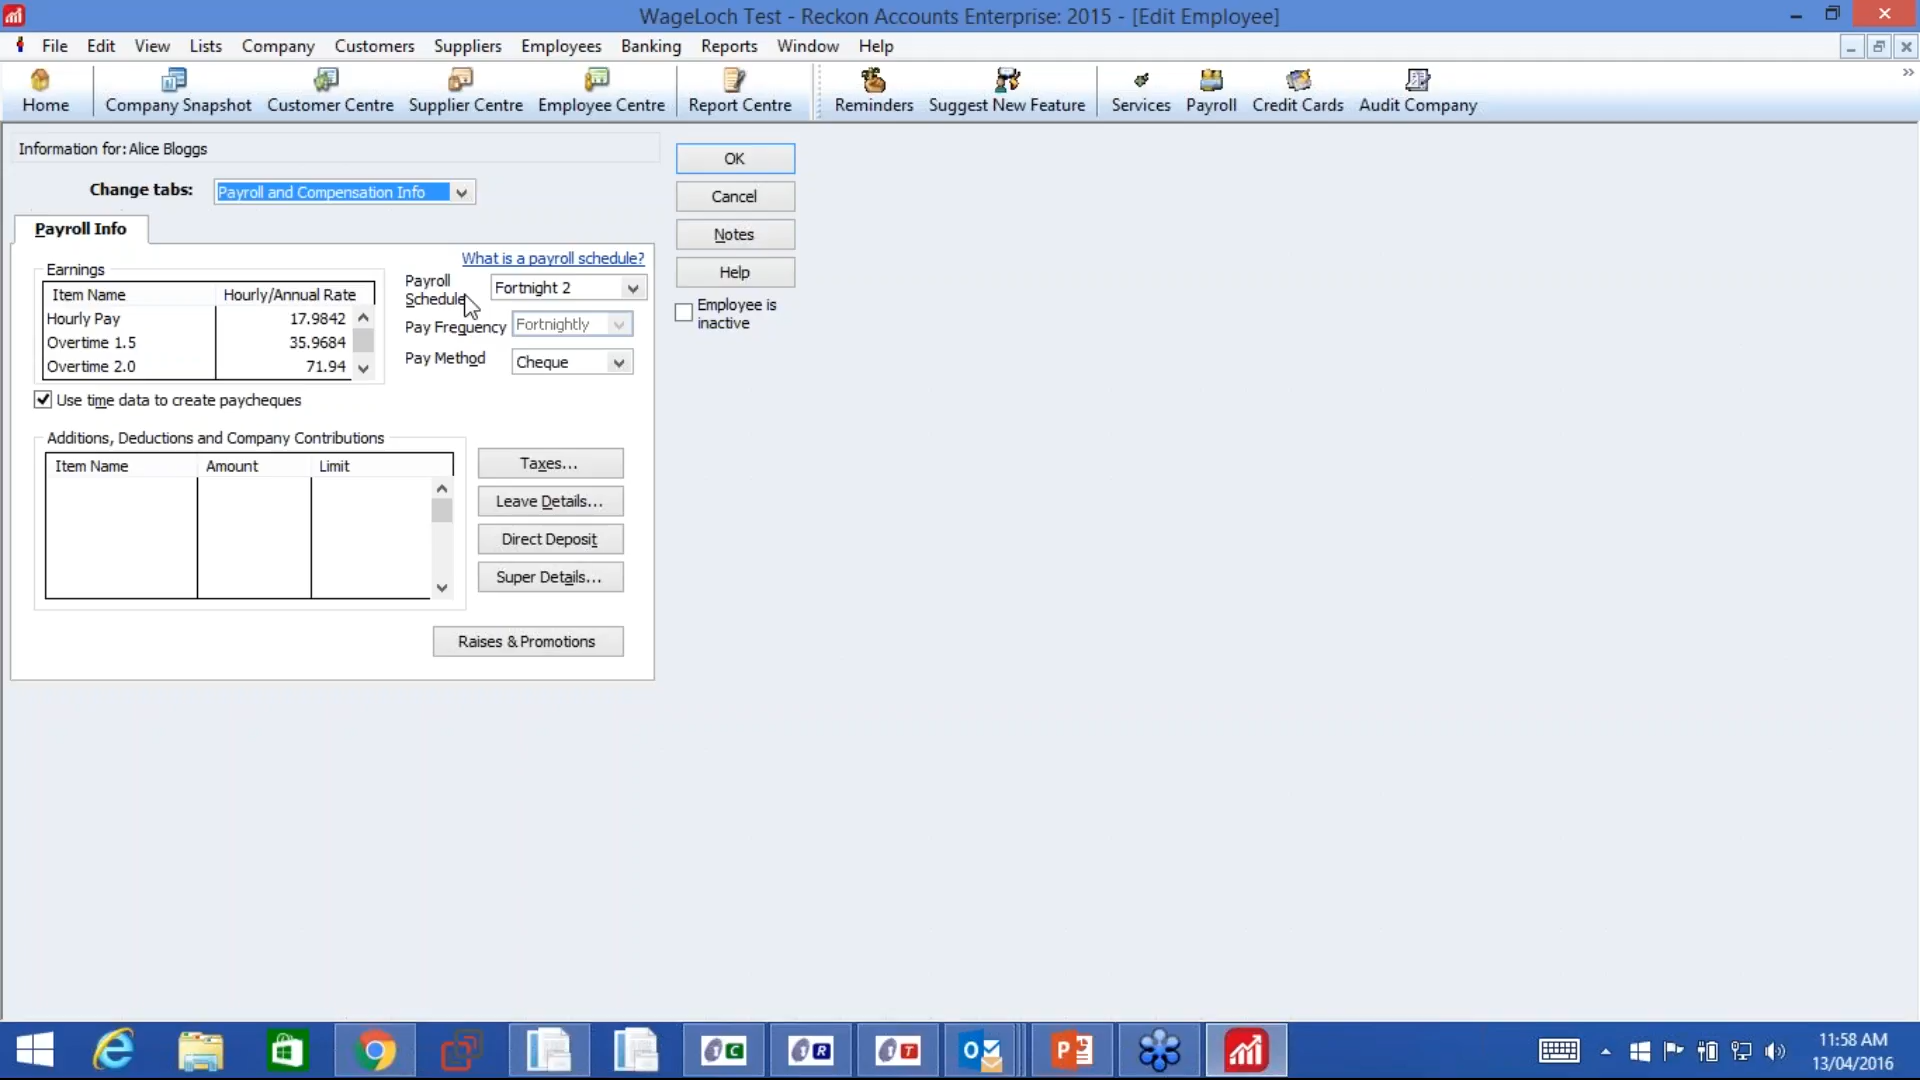 WageLoch Test - Reckon Accounts Enterprise: 2015 - [Edit Employee]
File Edit View Lists Company Customers Suppliers Employees Banking Reports Window Help
Home Company Snapshot Customer Centre Supplier Centre Employee Centre Report Centre Reminders Suggest New Feature Services Payroll Credit Cards Audit Company
Information for: Alice Bloggs
Change tabs: Payroll and Compensation Info
Payroll Info
What is a payroll schedule?
Earnings
Item Name Hourly/Annual Rate
Hourly Pay 17.9842
Overtime 1.5 35.9684
Overtime 2.0 71.94
Payroll
Schedule Fortnight 2
Pay Frequency Fortnightly
Pay Method Cheque
Use time data to create paycheques
Additions, Deductions and Company Contributions
Item Name Amount Limit
Taxes...
Leave Details...
Direct Deposit
Super Details...
Raises & Promotions
OK
Cancel
Notes
Help
Employee is
inactive
C R T
P
11:58 AM
13/04/2016